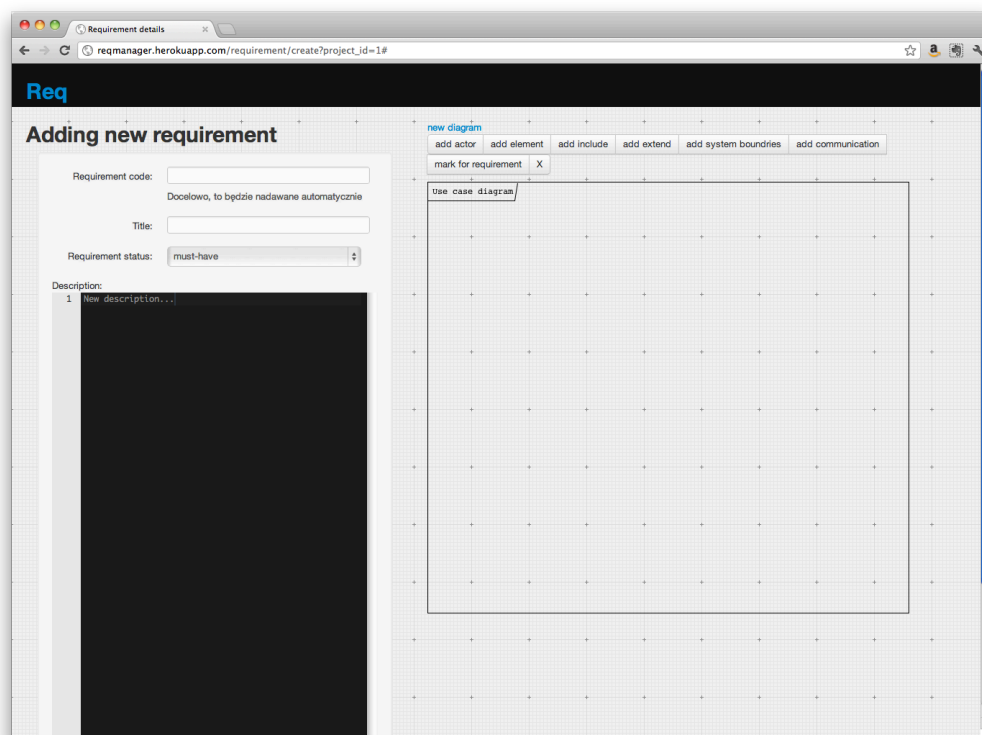 Requirement details
reqmanager.herokuapp.com/requirement/create?project_id=1#
Req
Adding new requirement
Requirement code:
Docelowo, to będzie nadawane automatycznie
Title:
Requirement status: must-have
Description:
1 New description...
new diagram
add actor add element add include add extend add system boundries add communication
mark for requirement X
Use case diagram